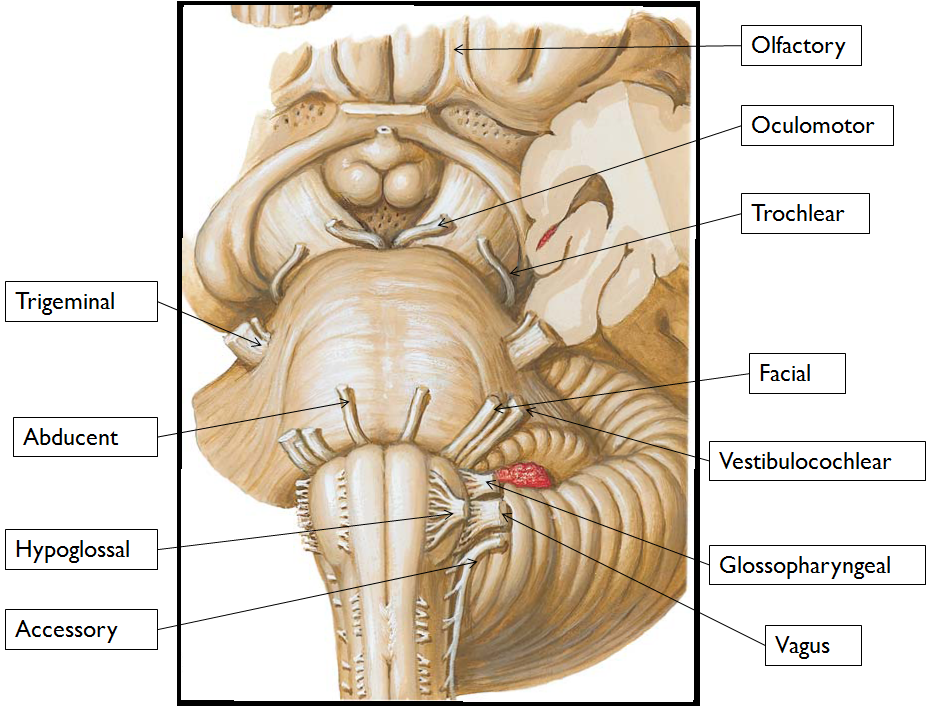 Olfactory
Oculomotor
Trochlear
Trigeminal
Facial
Abducent
Vestibulocochlear
Hypoglossal
Glossopharyngeal
Accessory
Vagus